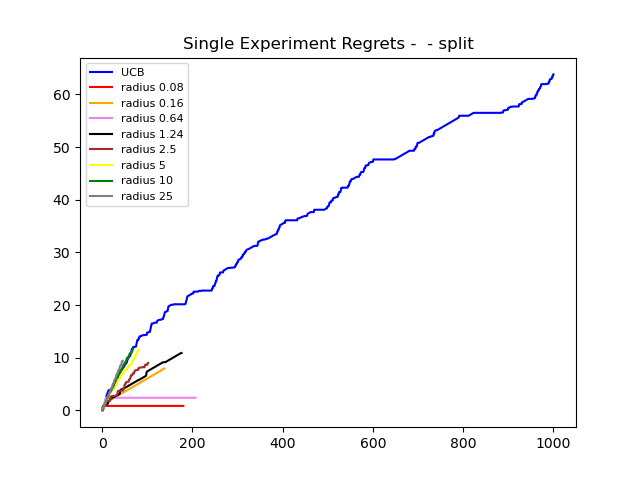 Single Experiment Regrets -  - split
UCB
radius 0.08
radius 0.16
radius 0.64
radius 1.24
radius 2.5
radius 5
radius 10
radius 25
60
50
40
30
20
10
0
0 200 400 600 800 1000